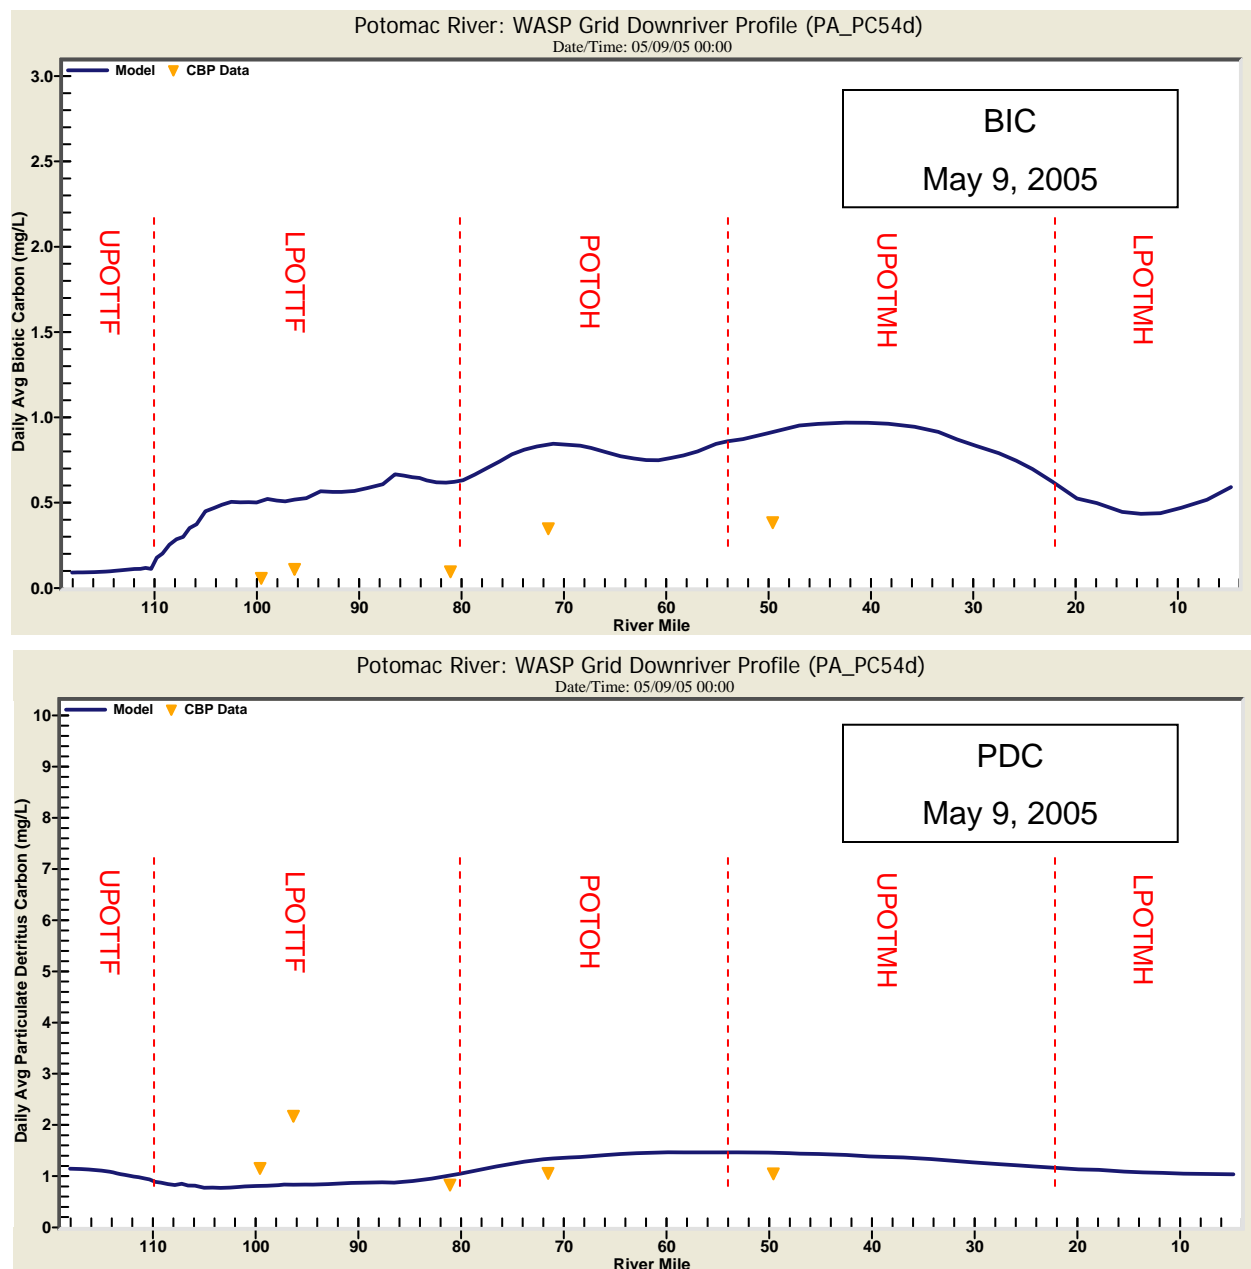 Potomac River: WASP Grid Downriver Profile (PA_PC54d)
Date/Time: 05/09/05 00:00
Model CBP Data
BIC
May 9, 2005
3.0
2.5
2.0
1.5
1.0
0.5
0.0
Daily Avg Biotic Carbon (mg/L)
UPOTTF
LPOTTF
POTOH
UPOTMH
LPOTMH
110 100 90 80 70 60 50 40 30 20 10
River Mile
Potomac River: WASP Grid Downriver Profile (PA_PC54d)
Date/Time: 05/09/05 00:00
Model CBP Data
PDC
May 9, 2005
10
9
8
7
6
5
4
3
2
1
0
Daily Avg Particulate Detritus Carbon (mg/L)
UPOTTF
LPOTTF
POTOH
UPOTMH
LPOTMH
110 100 90 80 70 60 50 40 30 20 10
River Mile